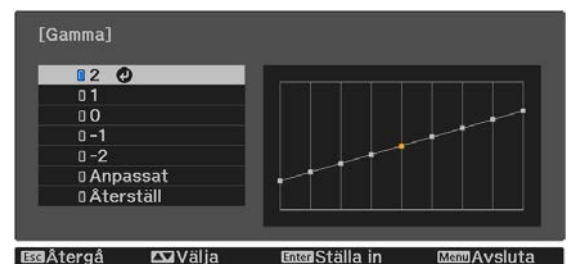 [Gamma]
2
1
0
-1
-2
Anpassat
Återställ
Esc Återgå Välja Enter Ställa in Menu Avsluta